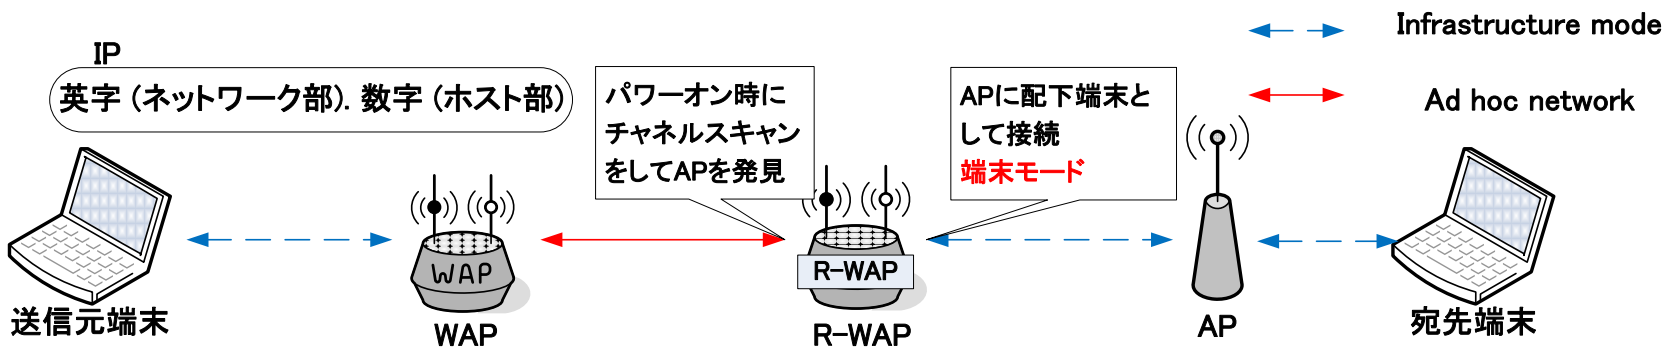 Infrastructure mode
Ad hoc network
IP
英字 (ネットワーク部). 数字 (ホスト部)
パワーオン時に
チャネルスキャン
をしてAPを発見
APに配下端末と
して接続
端末モード
WAP
R-WAP
送信元端末
WAP
R-WAP
AP
宛先端末